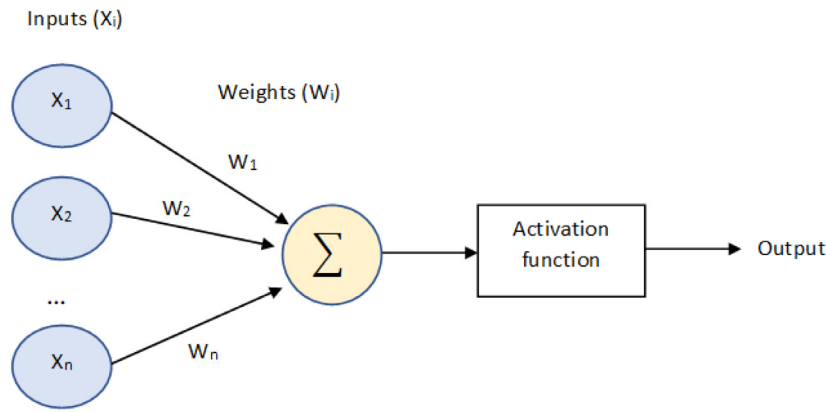 Inputs (Xᵢ)
X₁
Weights (Wᵢ)
W₁
X₂
W₂
∑
Activation
function
Output
...
Wₙ
Xₙ